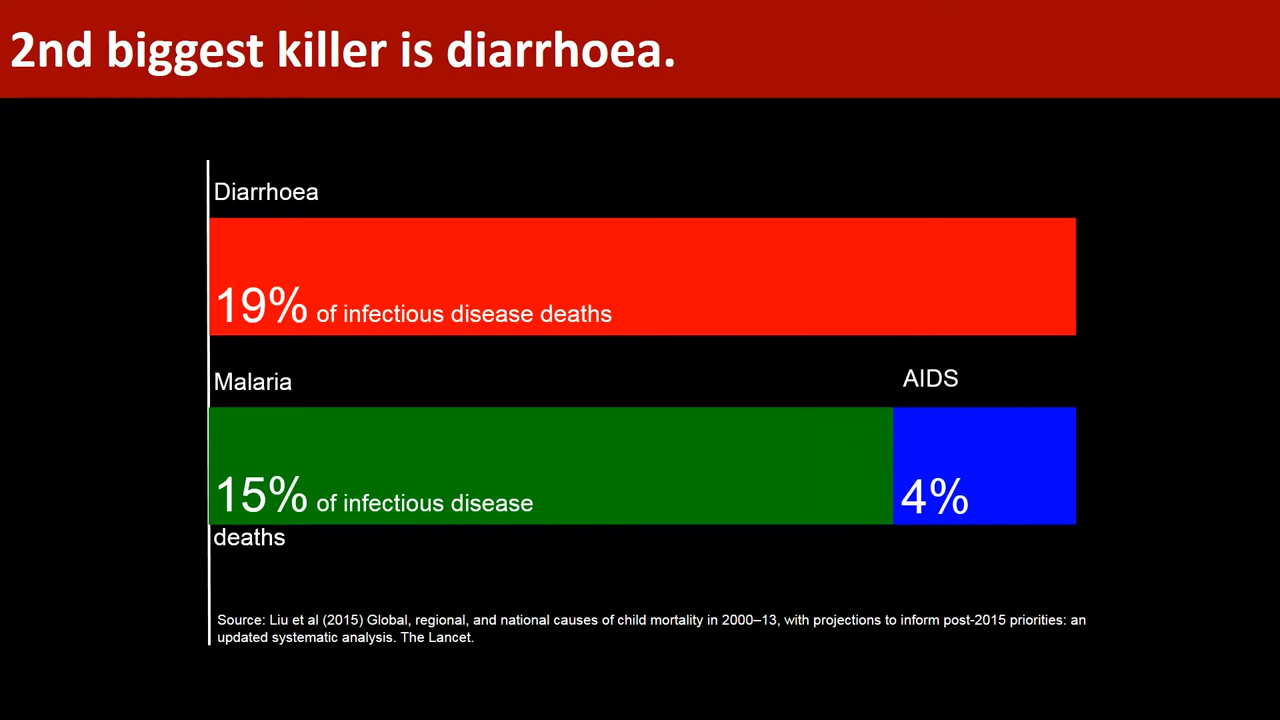 2nd biggest killer is diarrhoea.
Diarrhoea
19% of infectious disease deaths
Malaria
AIDS
15% of infectious disease
deaths
4%
Source: Liu et al (2015) Global, regional, and national causes of child mortality in 2000–13, with projections to inform post-2015 priorities: an
updated systematic analysis. The Lancet.